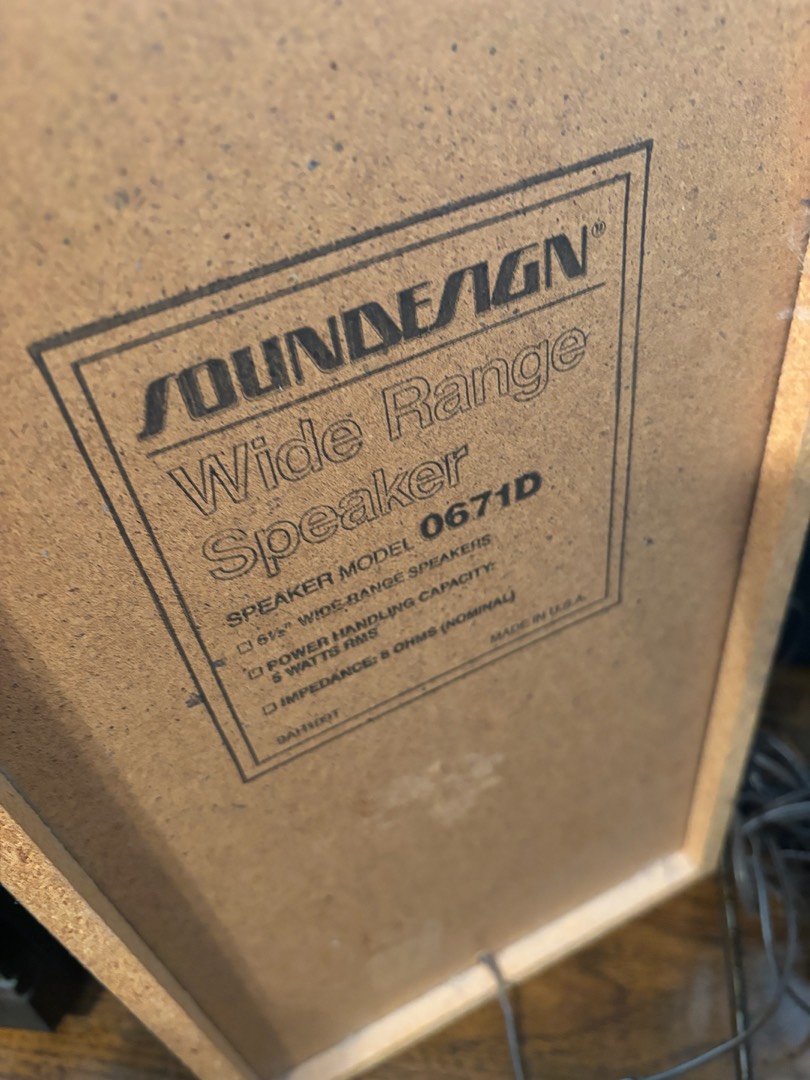 SOUNDESIGN®
Wide Range
Speaker
SPEAKER MODEL 0671D
□ 6½" WIDE-RANGE SPEAKERS
□ POWER HANDLING CAPACITY:
5 WATTS RMS
□ IMPEDANCE: 8 OHMS (NOMINAL)
MADE IN U.S.A.